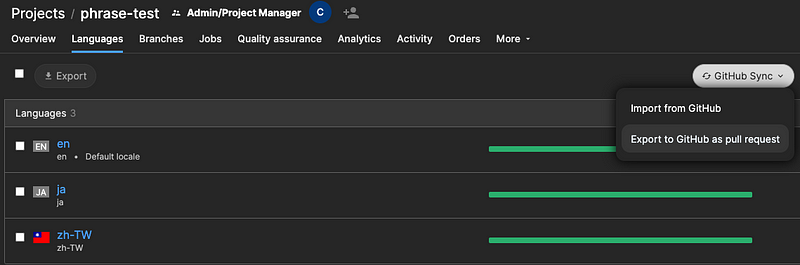 Projects / phrase-test Admin/Project Manager C
Overview Languages Branches Jobs Quality assurance Analytics Activity Orders More
Export GitHub Sync
Import from GitHub
Export to GitHub as pull request
Languages 3
EN en
en • Default locale
JA ja
ja
zh-TW
zh-TW